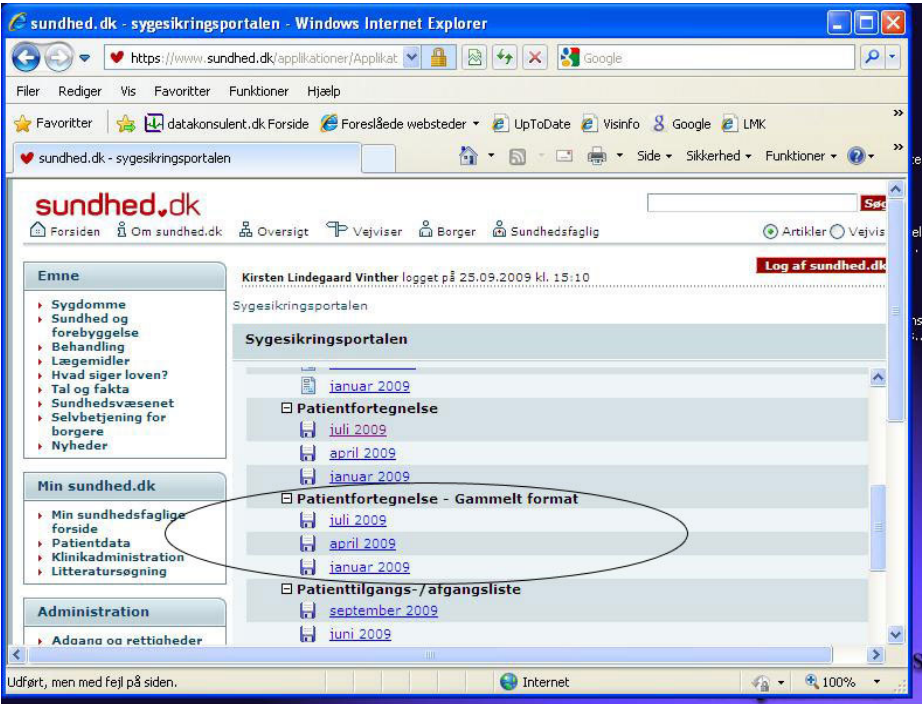 sundhed.dk - sygesikringsportalen - Windows Internet Explorer
https://www.sundhed.dk/applikationer/Applikat
Google
Filer Rediger Vis Favoritter Funktioner Hjælp
Favoritter datakonsulent.dk Forside Foreslåede websteder UpToDate Visinfo Google LMK
sundhed.dk - sygesikringsportalen
Side Sikkerhed Funktioner
sundhed.dk
Søg
Forsiden Om sundhed.dk Oversigt Vejviser Borger Sundhedsfaglig
Artikler Vejvis
Log af sundhed.dk
Emne
Sygdomme
Sundhed og
forebyggelse
Behandling
Lægemidler
Hvad siger loven?
Tal og fakta
Sundhedsvæsenet
Selvbetjening for
borgere
Nyheder
Min sundhed.dk
Min sundhedsfaglige
forside
Patientdata
Klinikadministration
Litteratursøgning
Administration
Adgang og rettigheder
Kirsten Lindegaard Vinther logget på 25.09.2009 kl. 15:10
Sygesikringsportalen
Sygesikringsportalen
januar 2009
Patientfortegnelse
juli 2009
april 2009
januar 2009
Patientfortegnelse - Gammelt format
juli 2009
april 2009
januar 2009
Patienttilgangs-/afgangsliste
september 2009
juni 2009
Udført, men med fejl på siden.
Internet
100%